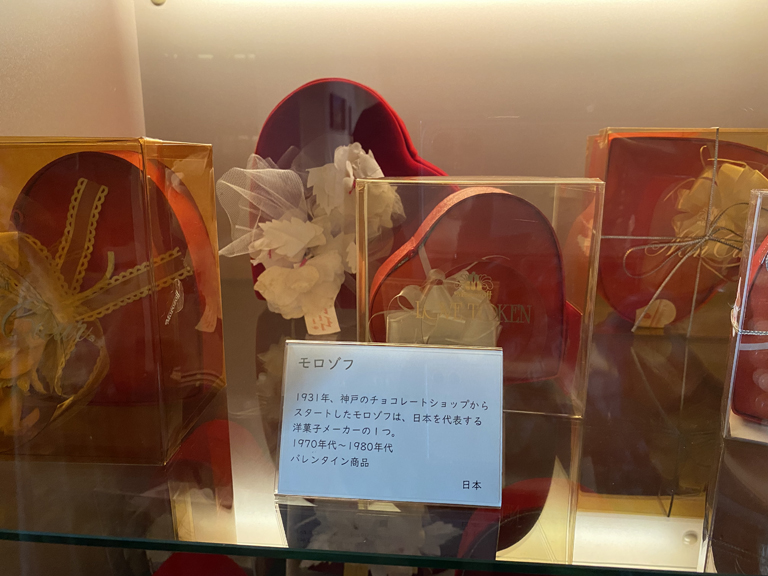 LOVE TASKEN
モロゾフ
1931年、神戸のチョコレートショップから
スタートしたモロゾフは、日本を代表する
洋菓子メーカーの1つ。
1970年代～1980年代
バレンタイン商品
日本